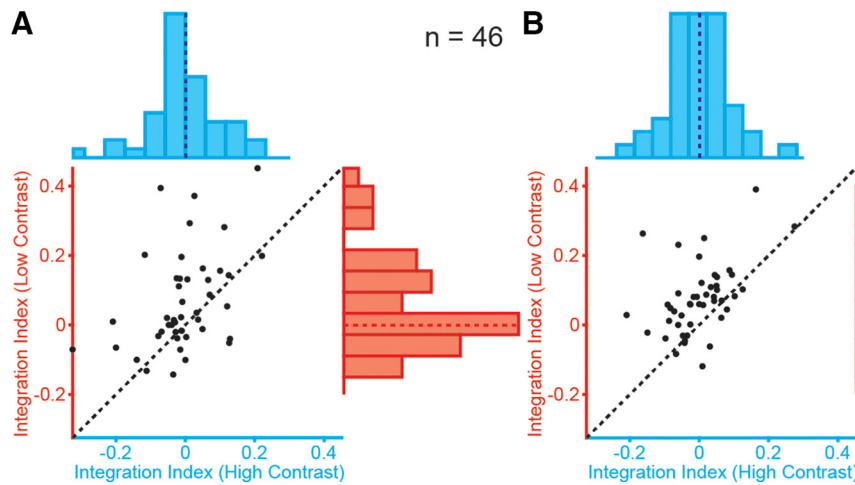 A
n = 46
B
Integration Index (Low Contrast)
0.4
0.2
0
-0.2
-0.2
0
0.2
0.4
Integration Index (High Contrast)
Integration Index (Low Contrast)
0.4
0.2
0
-0.2
-0.2
0
0.2
0.4
Integration Index (High Contrast)